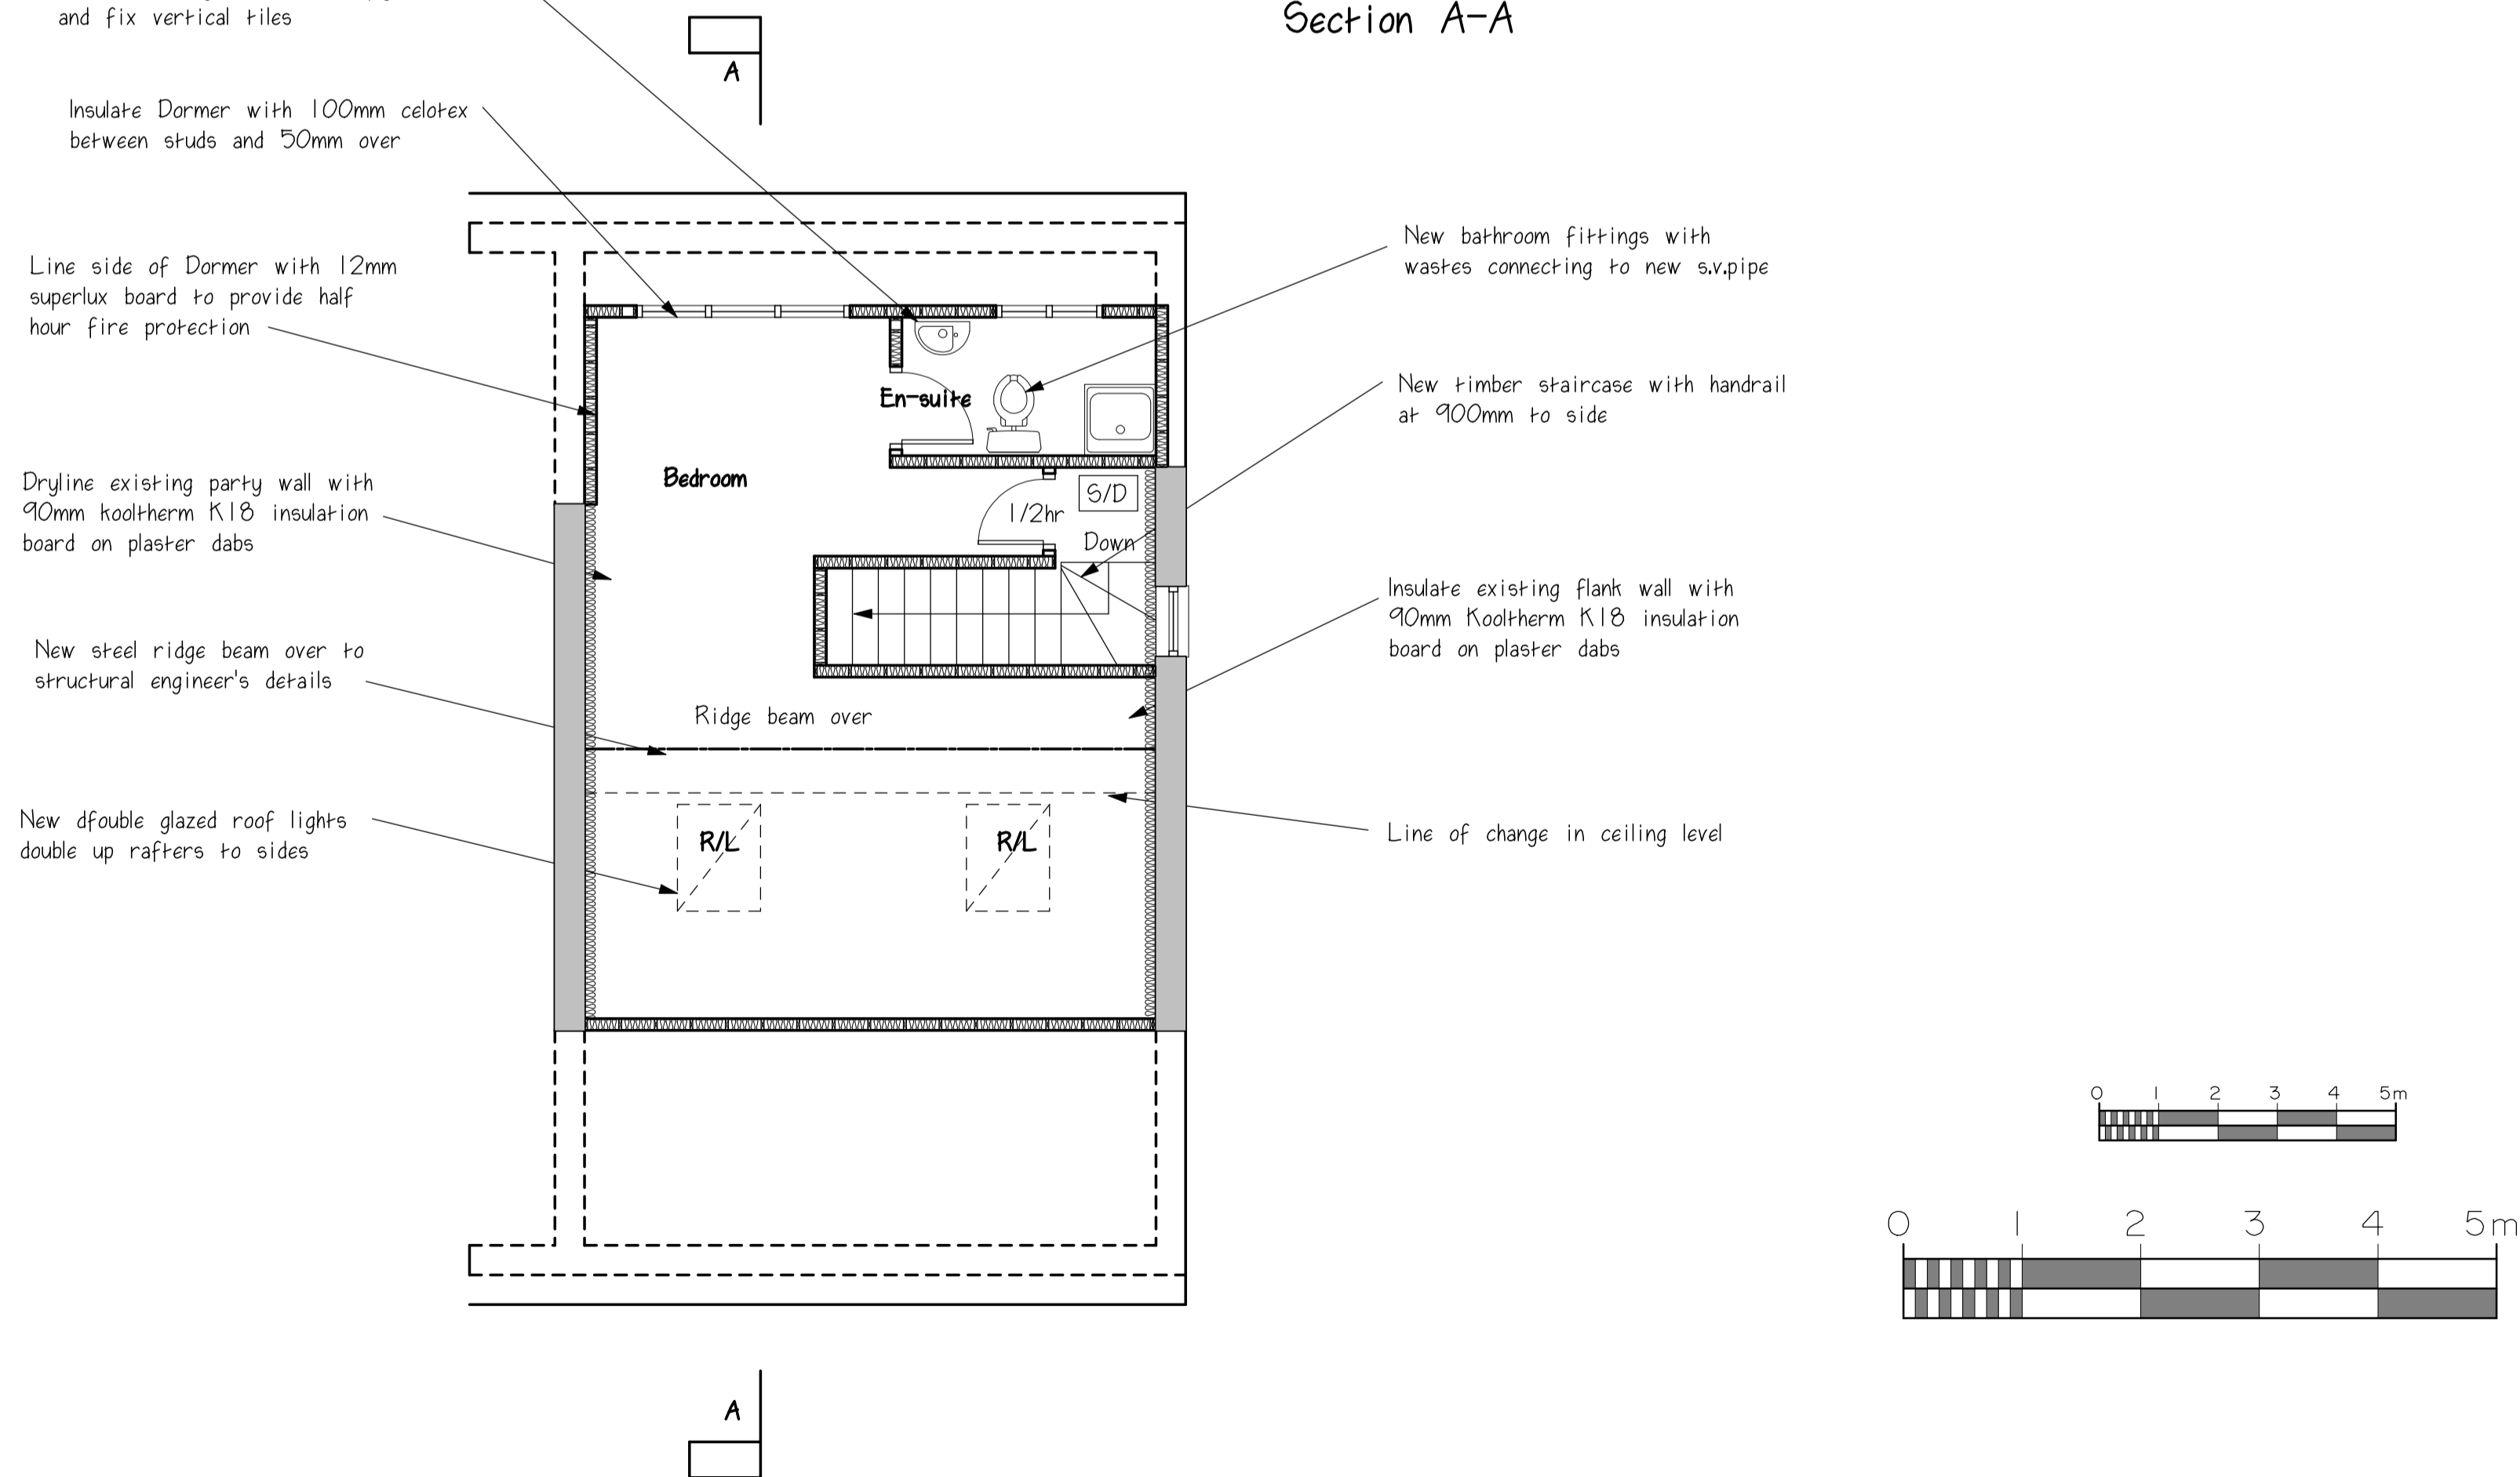 and fix vertical tiles
Section A-A
A
Insulate Dormer with 100mm celotex
between studs and 50mm over
Line side of Dormer with 12mm
superlux board to provide half
hour fire protection
Dryline existing party wall with
90mm kooltherm K18 insulation
board on plaster dabs
New steel ridge beam over to
structural engineer's details
New dfouble glazed roof lights
double up rafters to sides
En-suite
Bedroom
S/D
1/2hr
Down
Ridge beam over
R/L
R/L
New bathroom fittings with
wastes connecting to new s.v.pipe
New timber staircase with handrail
at 900mm to side
Insulate existing flank wall with
90mm Kooltherm K18 insulation
board on plaster dabs
Line of change in ceiling level
0 1 2 3 4 5m
0 1 2 3 4 5m
A